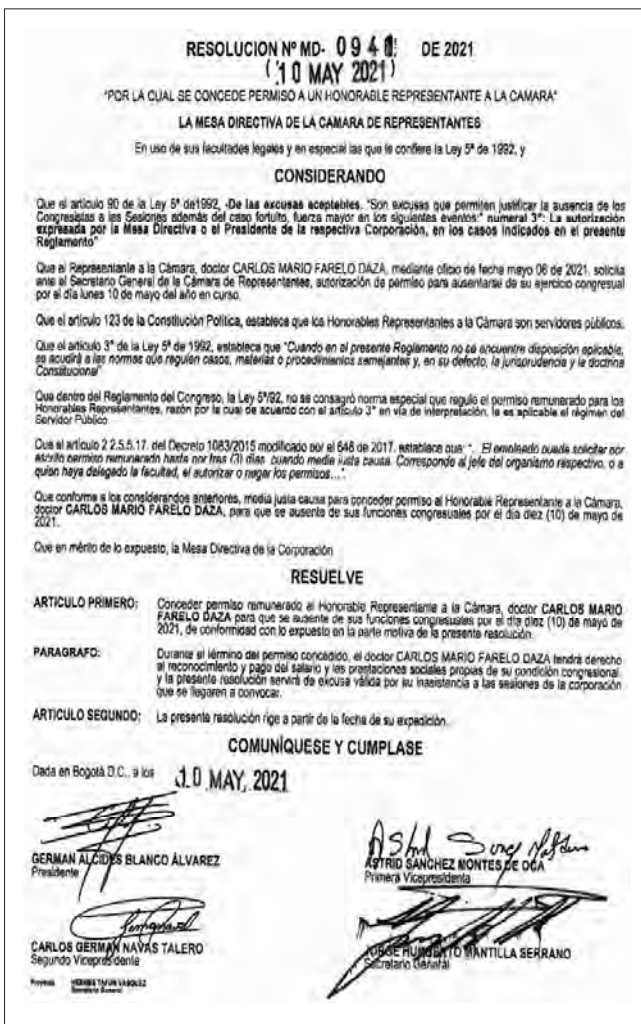 RESOLUCION Nº MD- 0941 DE 2021
(10 MAY 2021)
"POR LA CUAL SE CONCEDE PERMISO A UN HONORABLE REPRESENTANTE A LA CAMARA"
LA MESA DIRECTIVA DE LA CAMARA DE REPRESENTANTES
En uso de sus facultades legales y en especial las que le confiere la Ley 5ª de 1992, y
CONSIDERANDO
Que el artículo 90 de la Ley 5ª de1992, -De las excusas aceptables. "Son excusas que permiten justificar la ausencia de los
Congresistas a las Sesiones además del caso fortuito, fuerza mayor en los siguientes eventos:" numeral 3º: La autorización
expresada por la Mesa Directiva o el Presidente de la respectiva Corporación, en los casos indicados en el presente
Reglamento"
Que el Representante a la Cámara, doctor CARLOS MARIO FARELO DAZA, mediante oficio de fecha mayo 06 de 2021, solicita
ante el Secretario General de la Cámara de Representantes, autorización de permiso para ausentarse de su ejercicio congresual
por el día lunes 10 de mayo del año en curso.
Que el artículo 123 de la Constitución Política, establece que los Honorables Representantes a la Cámara son servidores públicos.
Que el artículo 3º de la Ley 5ª de 1992, establece que "Cuando en el presente Reglamento no se encuentre disposición aplicable,
se acudirá a las normas que regulen casos, materias o procedimientos semejantes y, en su defecto, la jurisprudencia y la doctrina
Constitucional"
Que dentro del Reglamento del Congreso, la Ley 5ª/92, no se consagró norma especial que regule el permiso remunerado para los
Honorables Representantes, razón por la cual de acuerdo con el artículo 3º en vía de interpretación, le es aplicable el régimen del
Servidor Público
Que el artículo 2.2.5.5.17. del Decreto 1083/2015 modificado por el 648 de 2017, establece que: "... El empleado puede solicitar por
escrito permiso remunerado hasta por tres (3) días, cuando medie justa causa. Corresponde al jefe del organismo respectivo, o a
quien haya delegado la facultad, el autorizar o negar los permisos...".
Que conforme a los considerandos anteriores, media justa causa para conceder permiso al Honorable Representante a la Cámara,
doctor CARLOS MARIO FARELO DAZA, para que se ausente de sus funciones congresuales por el día diez (10) de mayo de
2021.
Que en mérito de lo expuesto, la Mesa Directiva de la Corporación
RESUELVE
ARTICULO PRIMERO: Conceder permiso remunerado al Honorable Representante a la Cámara, doctor CARLOS MARIO
FARELO DAZA para que se ausente de sus funciones congresuales por el día diez (10) de mayo de
2021, de conformidad con lo expuesto en la parte motiva de la presente resolución.
PARAGRAFO: Durante el término del permiso concedido, el doctor CARLOS MARIO FARELO DAZA tendrá derecho
al reconocimiento y pago del salario y las prestaciones sociales propias de su condición congresional
y la presente resolución servirá de excusa válida por su inasistencia a las sesiones de la corporación
que se llegaren a convocar.
ARTICULO SEGUNDO: La presente resolución rige a partir de la fecha de su expedición.
COMUNÍQUESE Y CUMPLASE
Dada en Bogotá D.C., a los 10 MAY. 2021
GERMAN ALCIDES BLANCO ÁLVAREZ
Presidente
ASTRID SANCHEZ MONTES DE OCA
Primera Vicepresidenta
CARLOS GERMAN NAVAS TALERO
Segundo Vicepresidente
JORGE HUMBERTO MANTILLA SERRANO
Secretario General